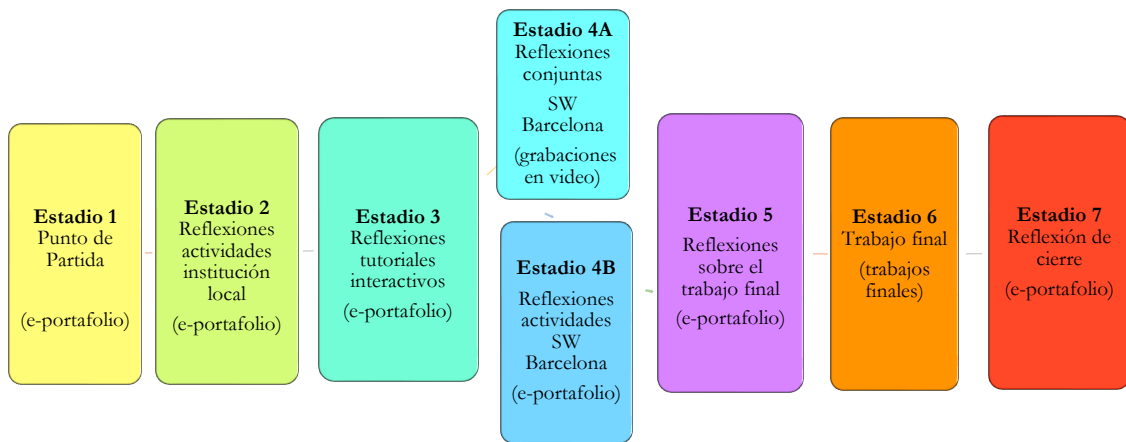 Estadio 1
Punto de
Partida
(e-portafolio)
Estadio 2
Reflexiones
actividades
institución
local
(e-portafolio)
Estadio 3
Reflexiones
tutoriales
interactivos
(e-portafolio)
Estadio 4A
Reflexiones
conjuntas
SW
Barcelona
(grabaciones
en video)
Estadio 4B
Reflexiones
actividades
SW
Barcelona
(e-portafolio)
Estadio 5
Reflexiones
sobre el
trabajo final
(e-portafolio)
Estadio 6
Trabajo final
(trabajos
finales)
Estadio 7
Reflexión de
cierre
(e-portafolio)